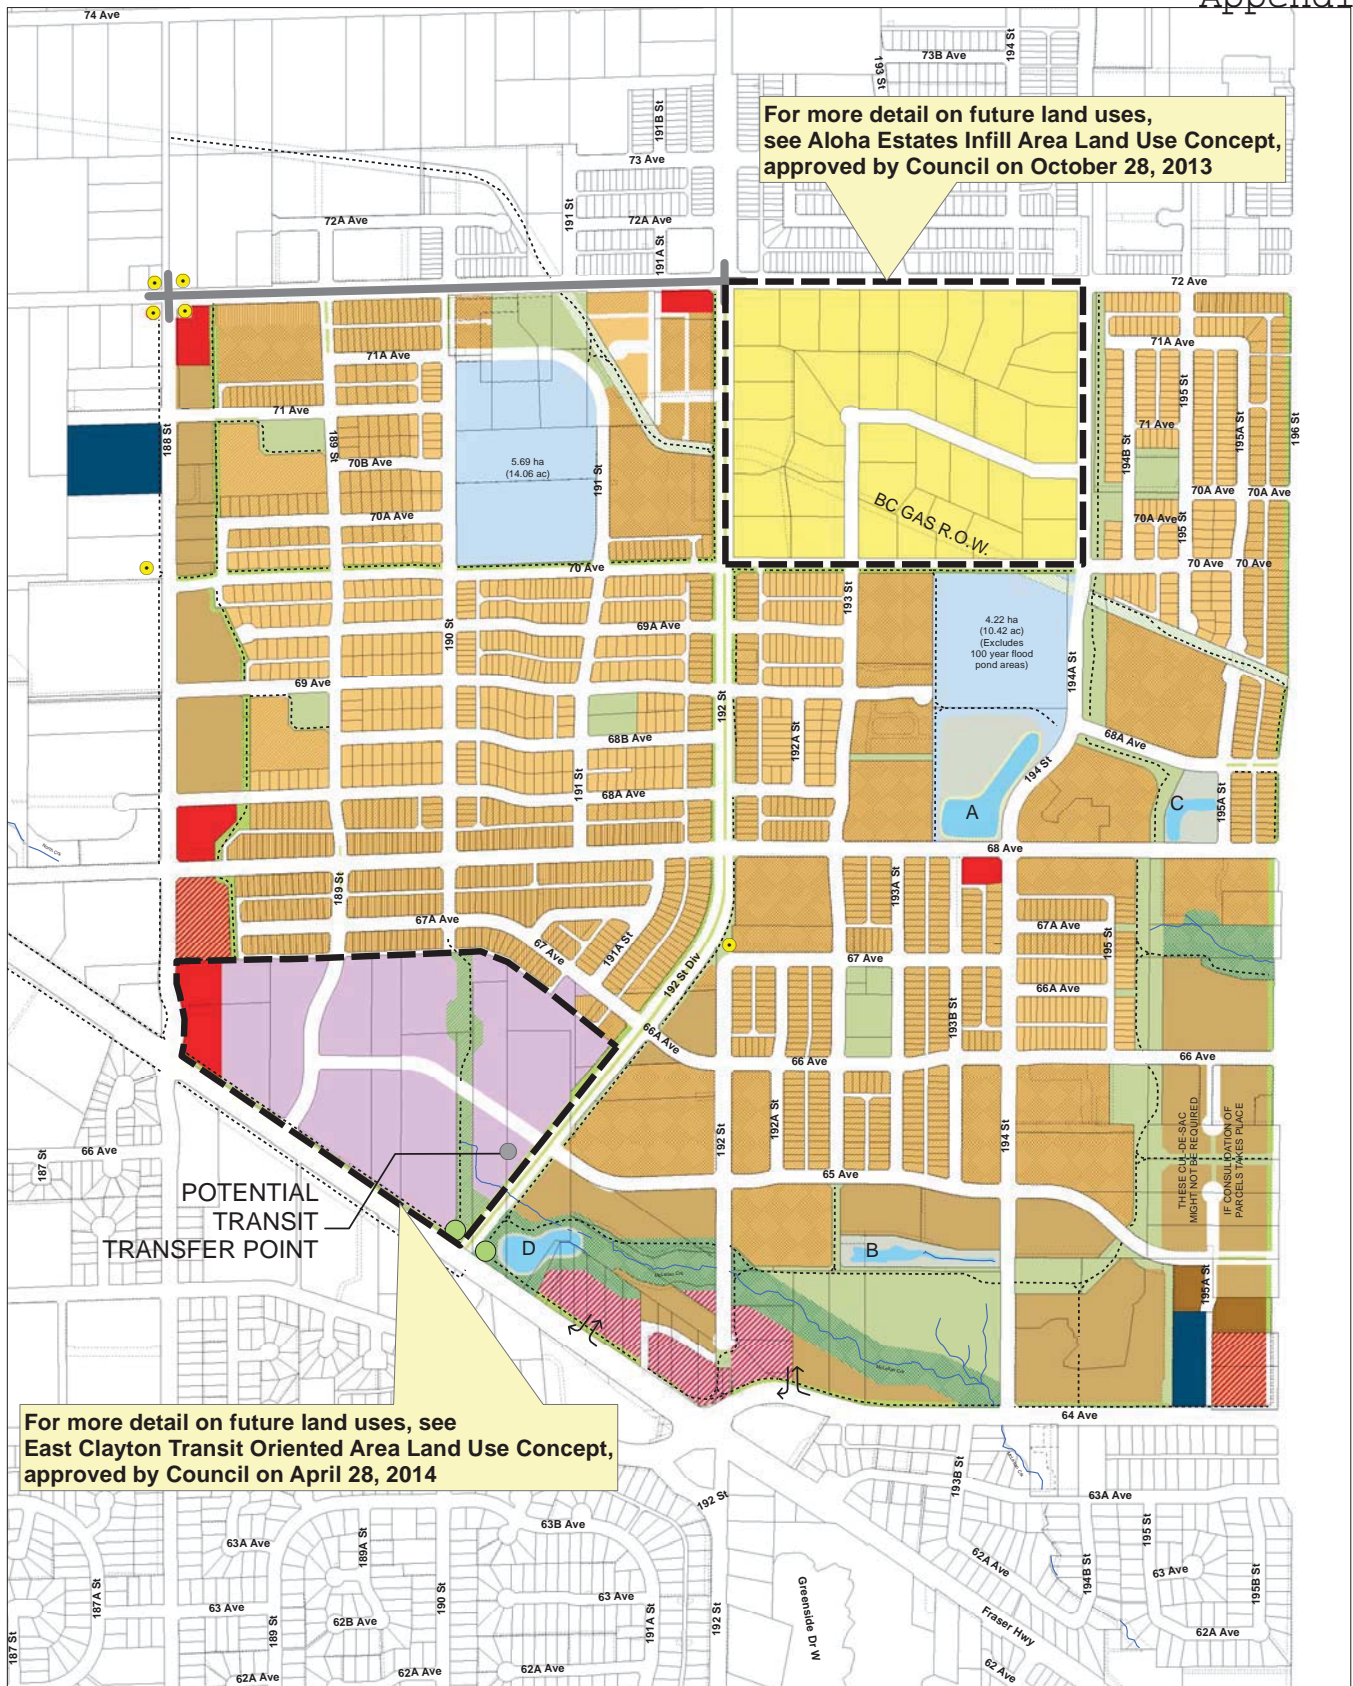 Appendi
74 Ave
194 St
73B Ave
193 St
191B St
For more detail on future land uses,
see Aloha Estates Infill Area Land Use Concept,
approved by Council on October 28, 2013
73 Ave
191 St
72A Ave
72A Ave
191A St
72 Ave
71A Ave
71A Ave
195 St
71 Ave
188 St
189 St
70B Ave
5.69 ha
(14.06 ac)
191 St
71 Ave
194B St
195A St
196 St
70A Ave
70A Ave
70A Ave
70A Ave
195 St
BC GAS R.O.W.
70 Ave
70 Ave
70 Ave
193 St
190 St
69A Ave
4.22 ha
(10.42 ac)
(Excludes
100 year flood
pond areas)
194A St
69 Ave
192 St
68B Ave
192A St
68A Ave
194 St
191 St
68A Ave
A
C
195A St
68 Ave
North Crk
189 St
193A St
67A Ave
67A Ave
67 Ave
191A St
195 St
67 Ave
192 St Div
66A Ave
193B St
66A Ave
66 Ave
66 Ave
192A St
192 St
194 St
THESE CUL-DE-SAC
MIGHT NOT BE REQUIRED
IF CONSULIDATION OF
PARCELS TAKES PLACE
66 Ave
187 St
65 Ave
POTENTIAL
TRANSIT
TRANSFER POINT
D
B
McLellan Crk
195A St
McLellan Crk
64 Ave
For more detail on future land uses, see
East Clayton Transit Oriented Area Land Use Concept,
approved by Council on April 28, 2014
McLellan Crk
193B St
63A Ave
192 St
63B Ave
63A Ave
189A St
195 St
62A Ave
194B St
63 Ave
195B St
187A St
190 St
63 Ave
63 Ave
62B Ave
191A St
192 St
Greenside Dr W
Fraser Hwy
187 St
189 St
62A Ave
62A Ave
62A Ave
62A Ave
62 Ave